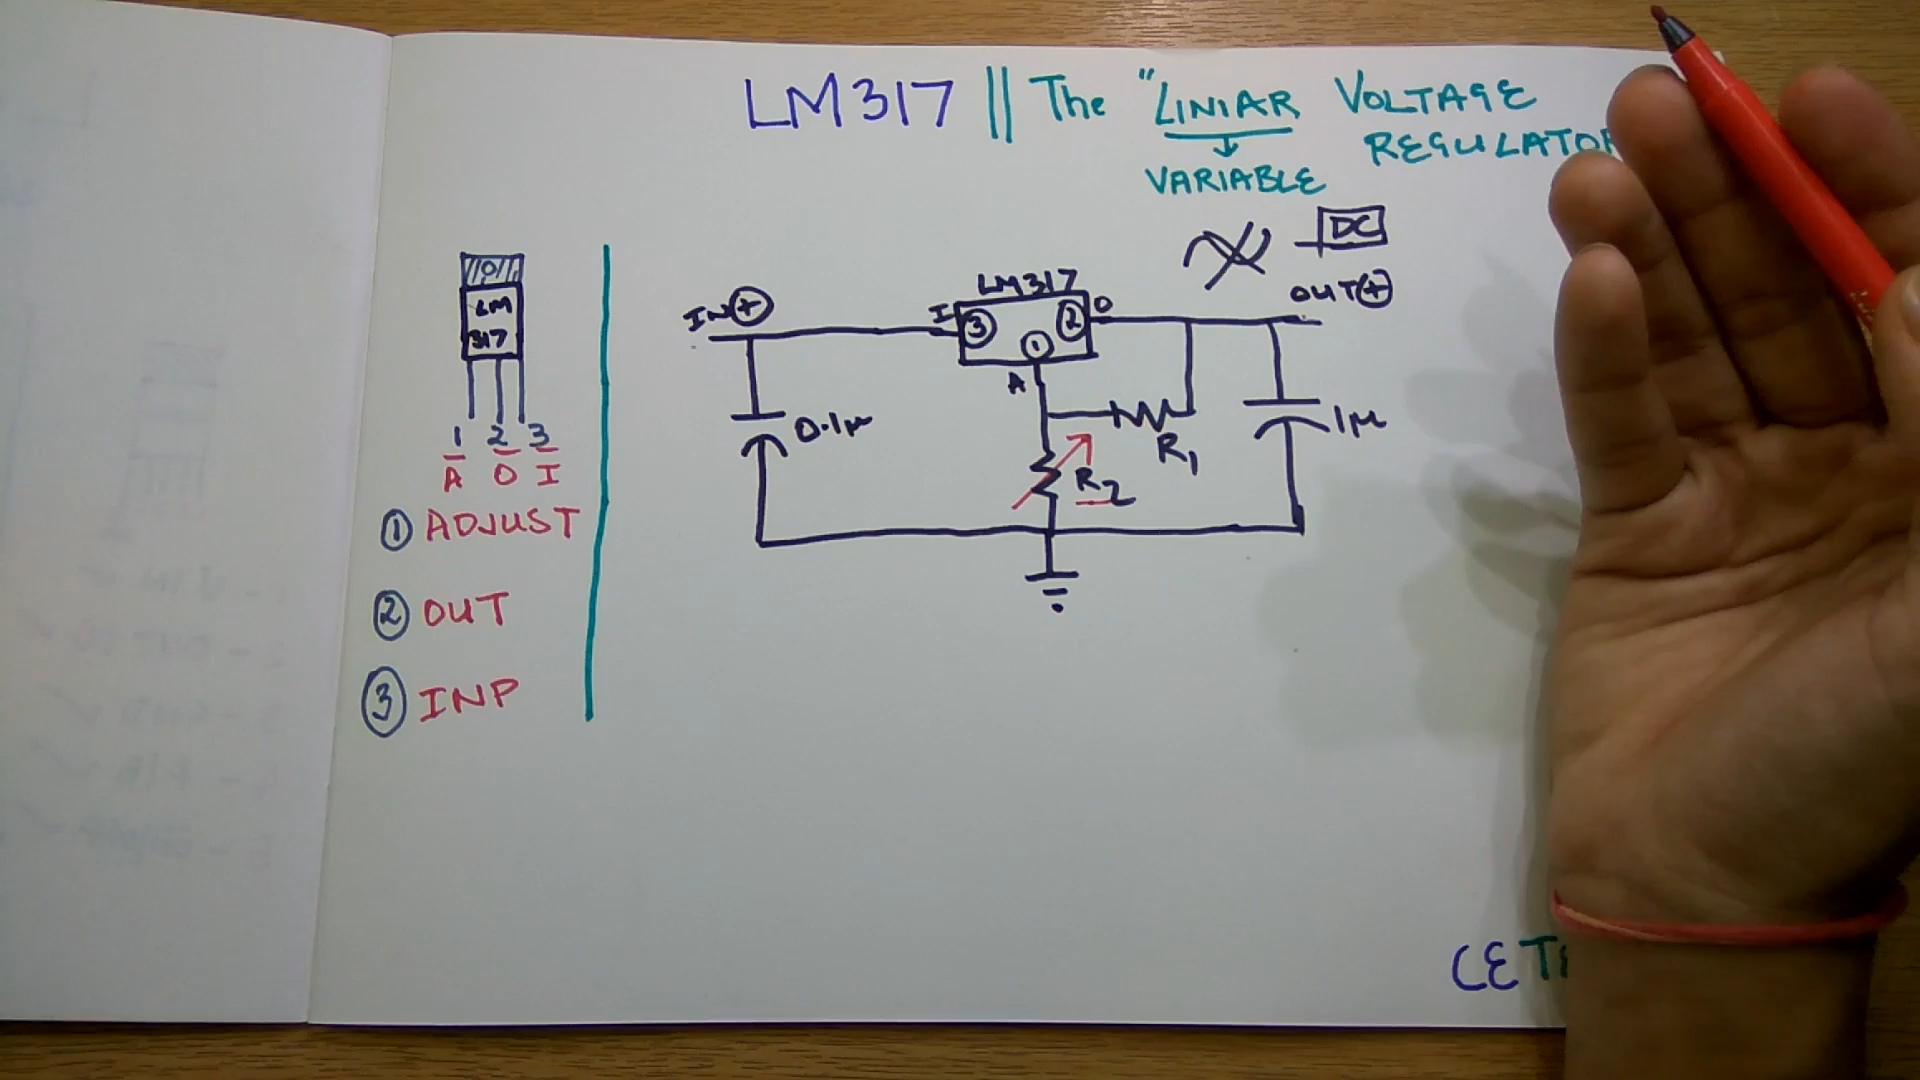 LM317 || The "LINIAR VOLTAGE
REGULATOR
VARIABLE
DC
OUT +
IN +
LM317
I 3 2 O
1
A
0.1μ
R1
1μ
R2
LM
317
1 2 3
A O I
1 ADJUST
2 OUT
3 INP
CETE